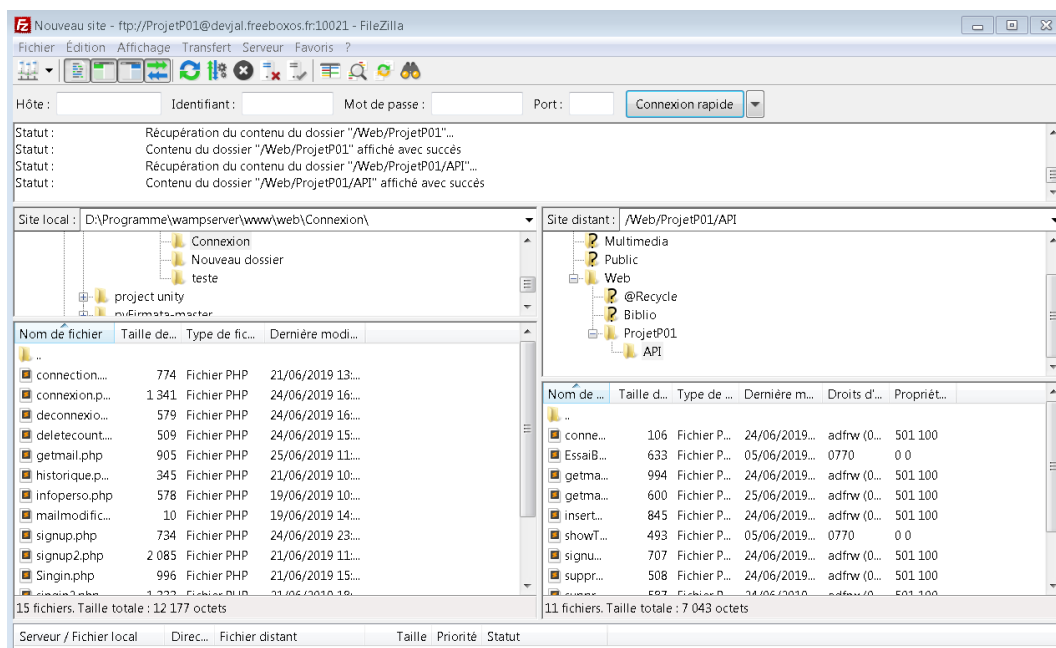 Nouveau site - ftp://ProjetP01@devjal.freeboxos.fr:10021 - FileZilla
Fichier Édition Affichage Transfert Serveur Favoris ?
Hôte : Identifiant : Mot de passe : Port : Connexion rapide
Statut : Récupération du contenu du dossier "/Web/ProjetP01"...
Statut : Contenu du dossier "/Web/ProjetP01" affiché avec succès
Statut : Récupération du contenu du dossier "/Web/ProjetP01/API"...
Statut : Contenu du dossier "/Web/ProjetP01/API" affiché avec succès
Site local : D:\Programme\wampserver\www\web\Connexion\
Connexion
Nouveau dossier
teste
project unity
pyFirmata-master
Nom de fichier Taille de... Type de fic... Dernière modi...
..
connection.... 774 Fichier PHP 21/06/2019 13:...
connexion.p... 1 341 Fichier PHP 24/06/2019 16:...
deconnexio... 579 Fichier PHP 24/06/2019 16:...
deletecount.... 509 Fichier PHP 24/06/2019 15:...
getmail.php 905 Fichier PHP 25/06/2019 11:...
historique.p... 345 Fichier PHP 21/06/2019 10:...
infoperso.php 578 Fichier PHP 19/06/2019 10:...
mailmodific... 10 Fichier PHP 19/06/2019 14:...
signup.php 734 Fichier PHP 24/06/2019 23:...
signup2.php 2 085 Fichier PHP 21/06/2019 11:...
Singin.php 996 Fichier PHP 21/06/2019 15:...
15 fichiers. Taille totale : 12 177 octets
Site distant : /Web/ProjetP01/API
Multimedia
Public
Web
@Recycle
Biblio
ProjetP01
API
Nom de ... Taille d... Type de ... Dernière m... Droits d'... Propriét...
..
conne... 106 Fichier P... 24/06/2019... adfrw (0... 501 100
EssaiB... 633 Fichier P... 05/06/2019... 0770 0 0
getma... 994 Fichier P... 24/06/2019... adfrw (0... 501 100
getma... 600 Fichier P... 25/06/2019... adfrw (0... 501 100
insert... 845 Fichier P... 24/06/2019... adfrw (0... 501 100
showT... 493 Fichier P... 05/06/2019... 0770 0 0
signu... 707 Fichier P... 24/06/2019... adfrw (0... 501 100
suppr... 508 Fichier P... 24/06/2019... adfrw (0... 501 100
11 fichiers. Taille totale : 7 043 octets
Serveur / Fichier local Direc... Fichier distant Taille Priorité Statut